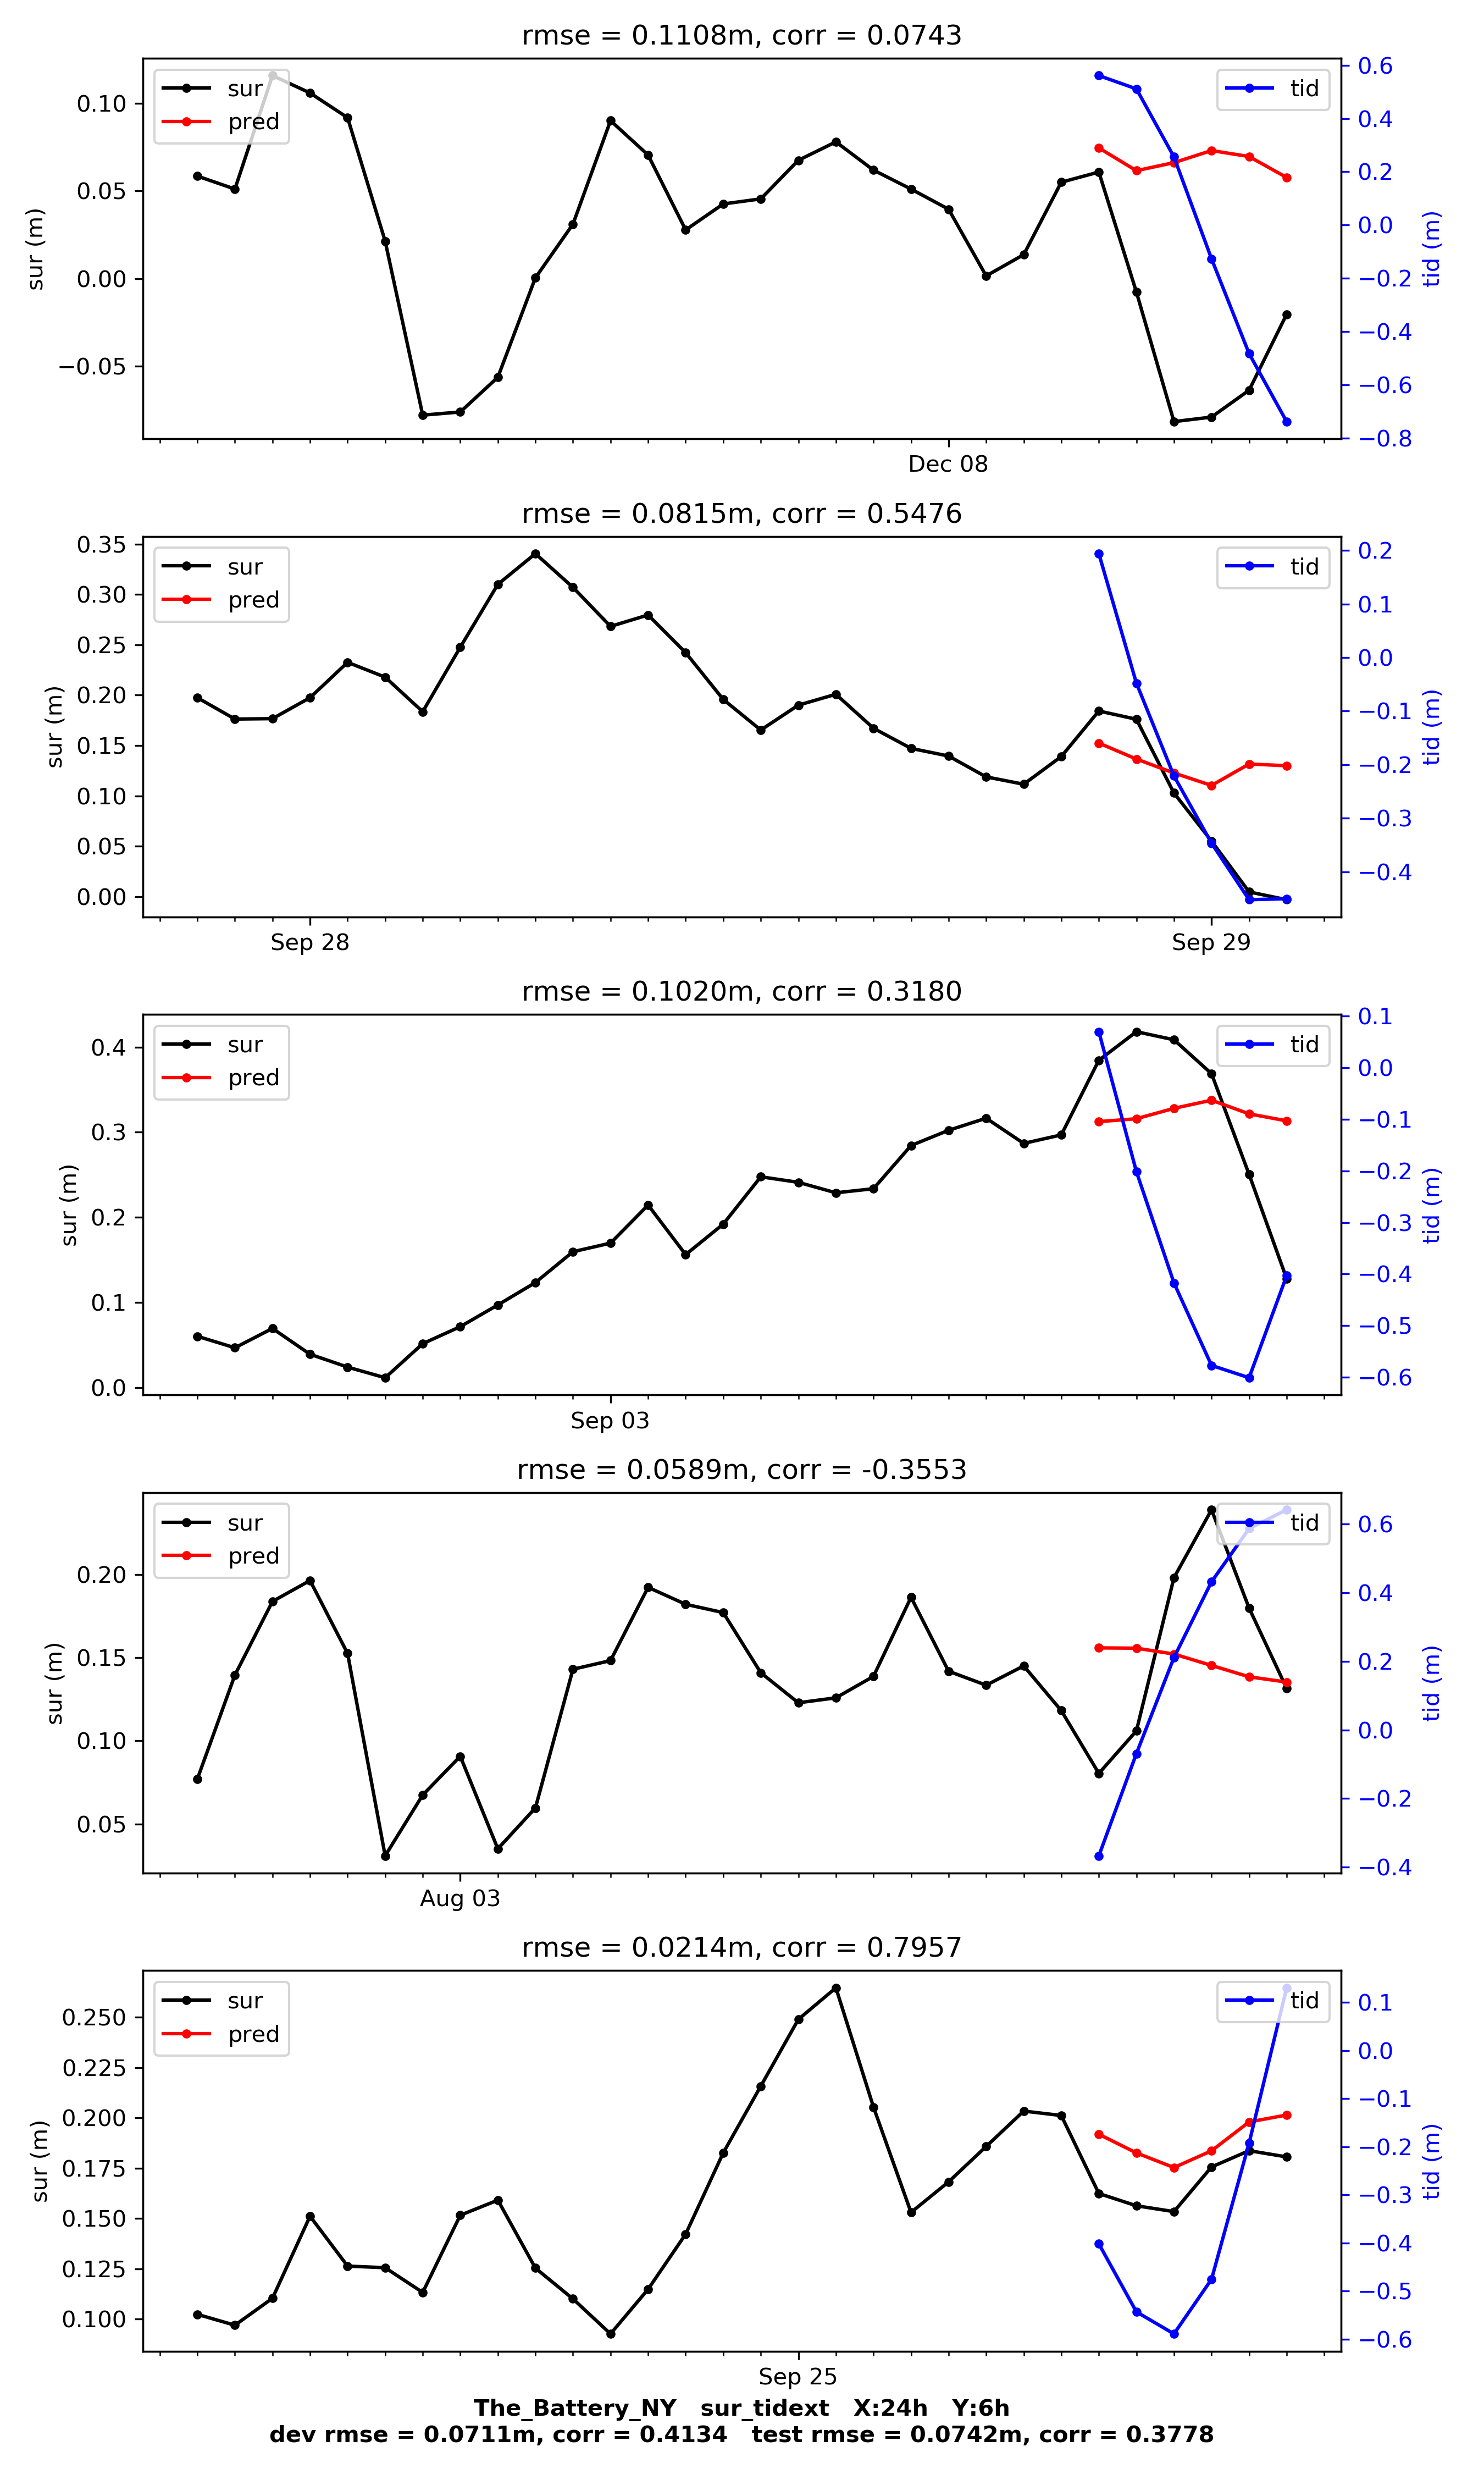 rmse = 0.1108m, corr = 0.0743
sur
pred
tid
0.10
0.05
0.00
−0.05
sur (m)
0.6
0.4
0.2
0.0
−0.2
−0.4
−0.6
−0.8
tid (m)
Dec 08
rmse = 0.0815m, corr = 0.5476
sur
pred
tid
0.35
0.30
0.25
0.20
0.15
0.10
0.05
0.00
sur (m)
0.2
0.1
0.0
−0.1
−0.2
−0.3
−0.4
tid (m)
Sep 28 Sep 29
rmse = 0.1020m, corr = 0.3180
sur
pred
tid
0.4
0.3
0.2
0.1
0.0
sur (m)
0.1
0.0
−0.1
−0.2
−0.3
−0.4
−0.5
−0.6
tid (m)
Sep 03
rmse = 0.0589m, corr = -0.3553
sur
pred
tid
0.20
0.15
0.10
0.05
sur (m)
0.6
0.4
0.2
0.0
−0.2
−0.4
tid (m)
Aug 03
rmse = 0.0214m, corr = 0.7957
sur
pred
tid
0.250
0.225
0.200
0.175
0.150
0.125
0.100
sur (m)
0.1
0.0
−0.1
−0.2
−0.3
−0.4
−0.5
−0.6
tid (m)
Sep 25
The_Battery_NY sur_tidext X:24h Y:6h
dev rmse = 0.0711m, corr = 0.4134 test rmse = 0.0742m, corr = 0.3778